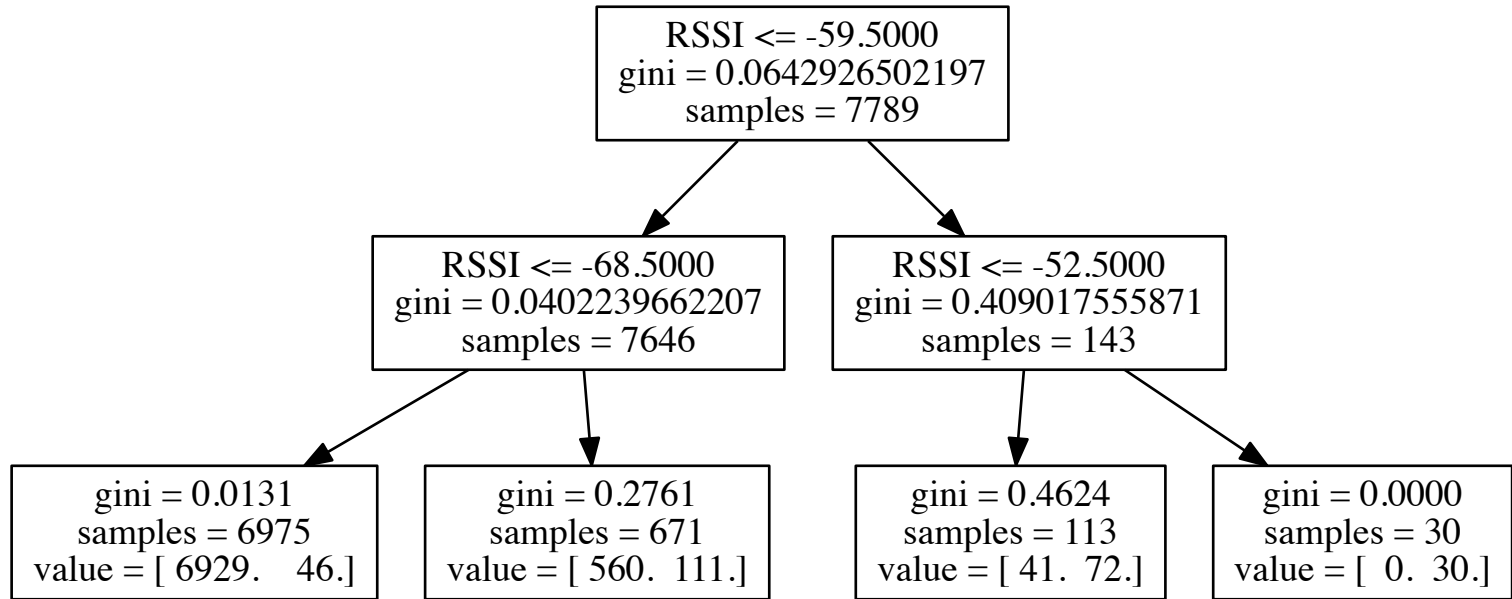 RSSI <= -59.5000
gini = 0.0642926502197
samples = 7789
RSSI <= -68.5000
gini = 0.0402239662207
samples = 7646
RSSI <= -52.5000
gini = 0.409017555871
samples = 143
gini = 0.0131
samples = 6975
value = [ 6929.    46.]
gini = 0.2761
samples = 671
value = [ 560.  111.]
gini = 0.4624
samples = 113
value = [ 41.  72.]
gini = 0.0000
samples = 30
value = [  0.  30.]